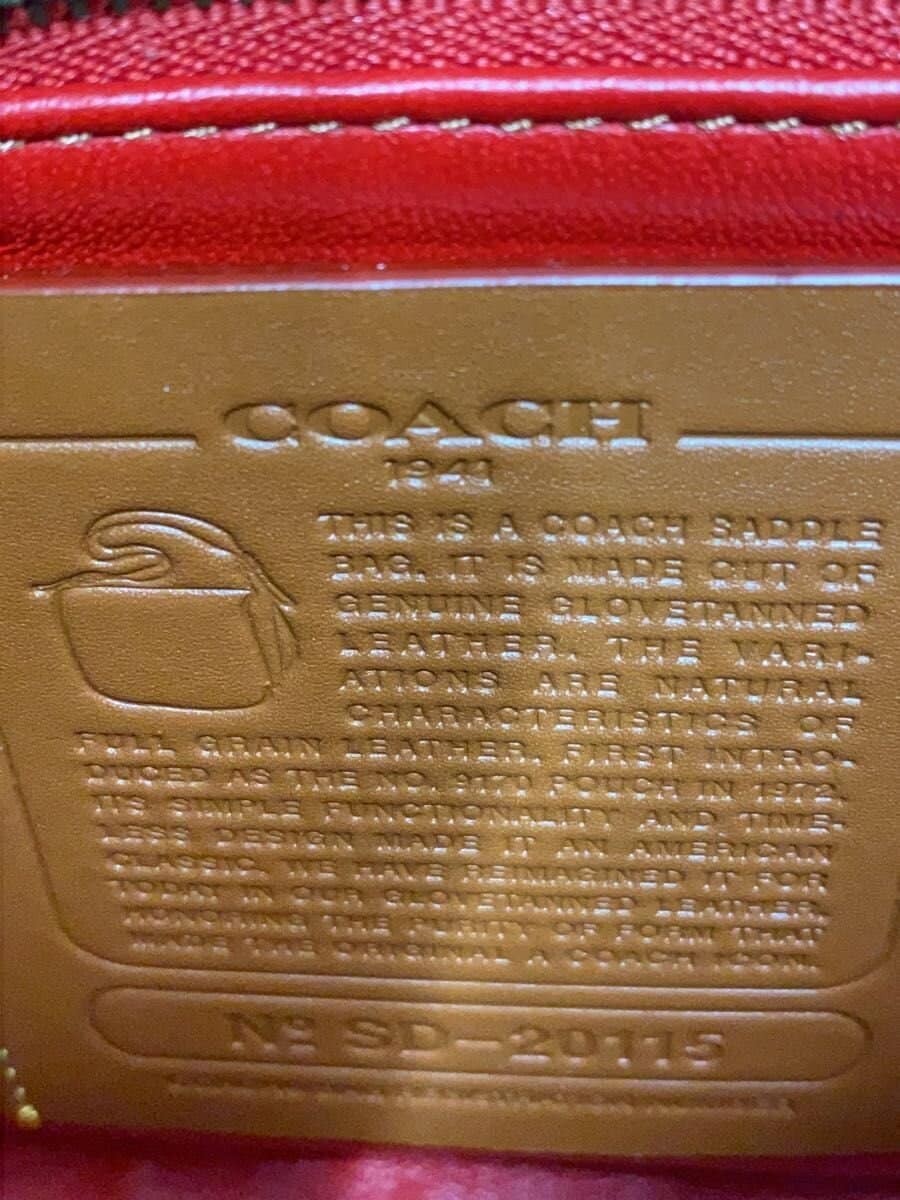 COACH
1941
THIS IS A COACH SADDLE
BAG. IT IS MADE OUT OF
GENUINE GLOVETANNED
LEATHER. THE VARI-
ATIONS ARE NATURAL
CHARACTERISTICS OF
FULL GRAIN LEATHER. FIRST INTRO-
DUCED AS THE NO. 9170 POUCH IN 1972.
ITS SIMPLE FUNCTIONALITY AND TIME-
LESS DESIGN MADE IT AN AMERICAN
CLASSIC. WE HAVE REIMAGINED IT FOR
TODAY IN OUR GLOVETANNED LEATHER,
HONORING THE PURITY OF FORM THAT
MADE THE ORIGINAL A COACH ICON.
Nº SD-20115